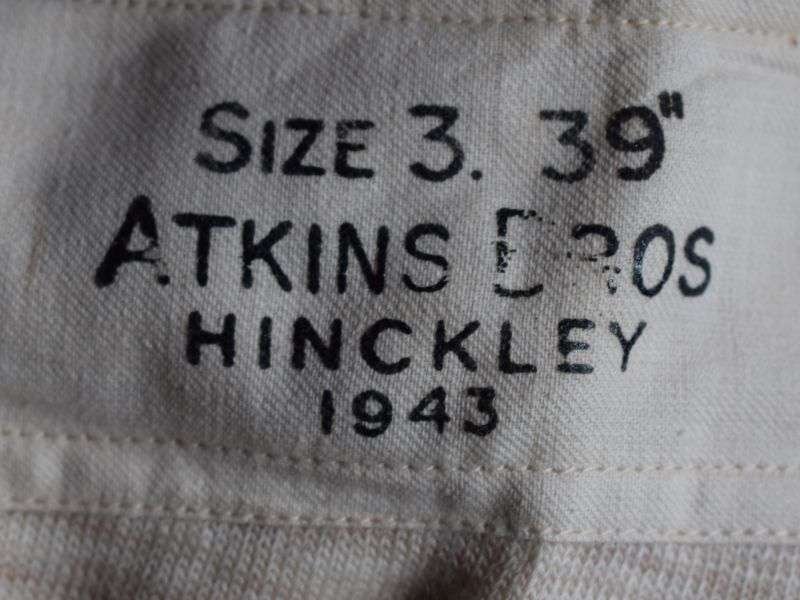 SIZE 3. 39"
ATKINS BROS
HINCKLEY
1943